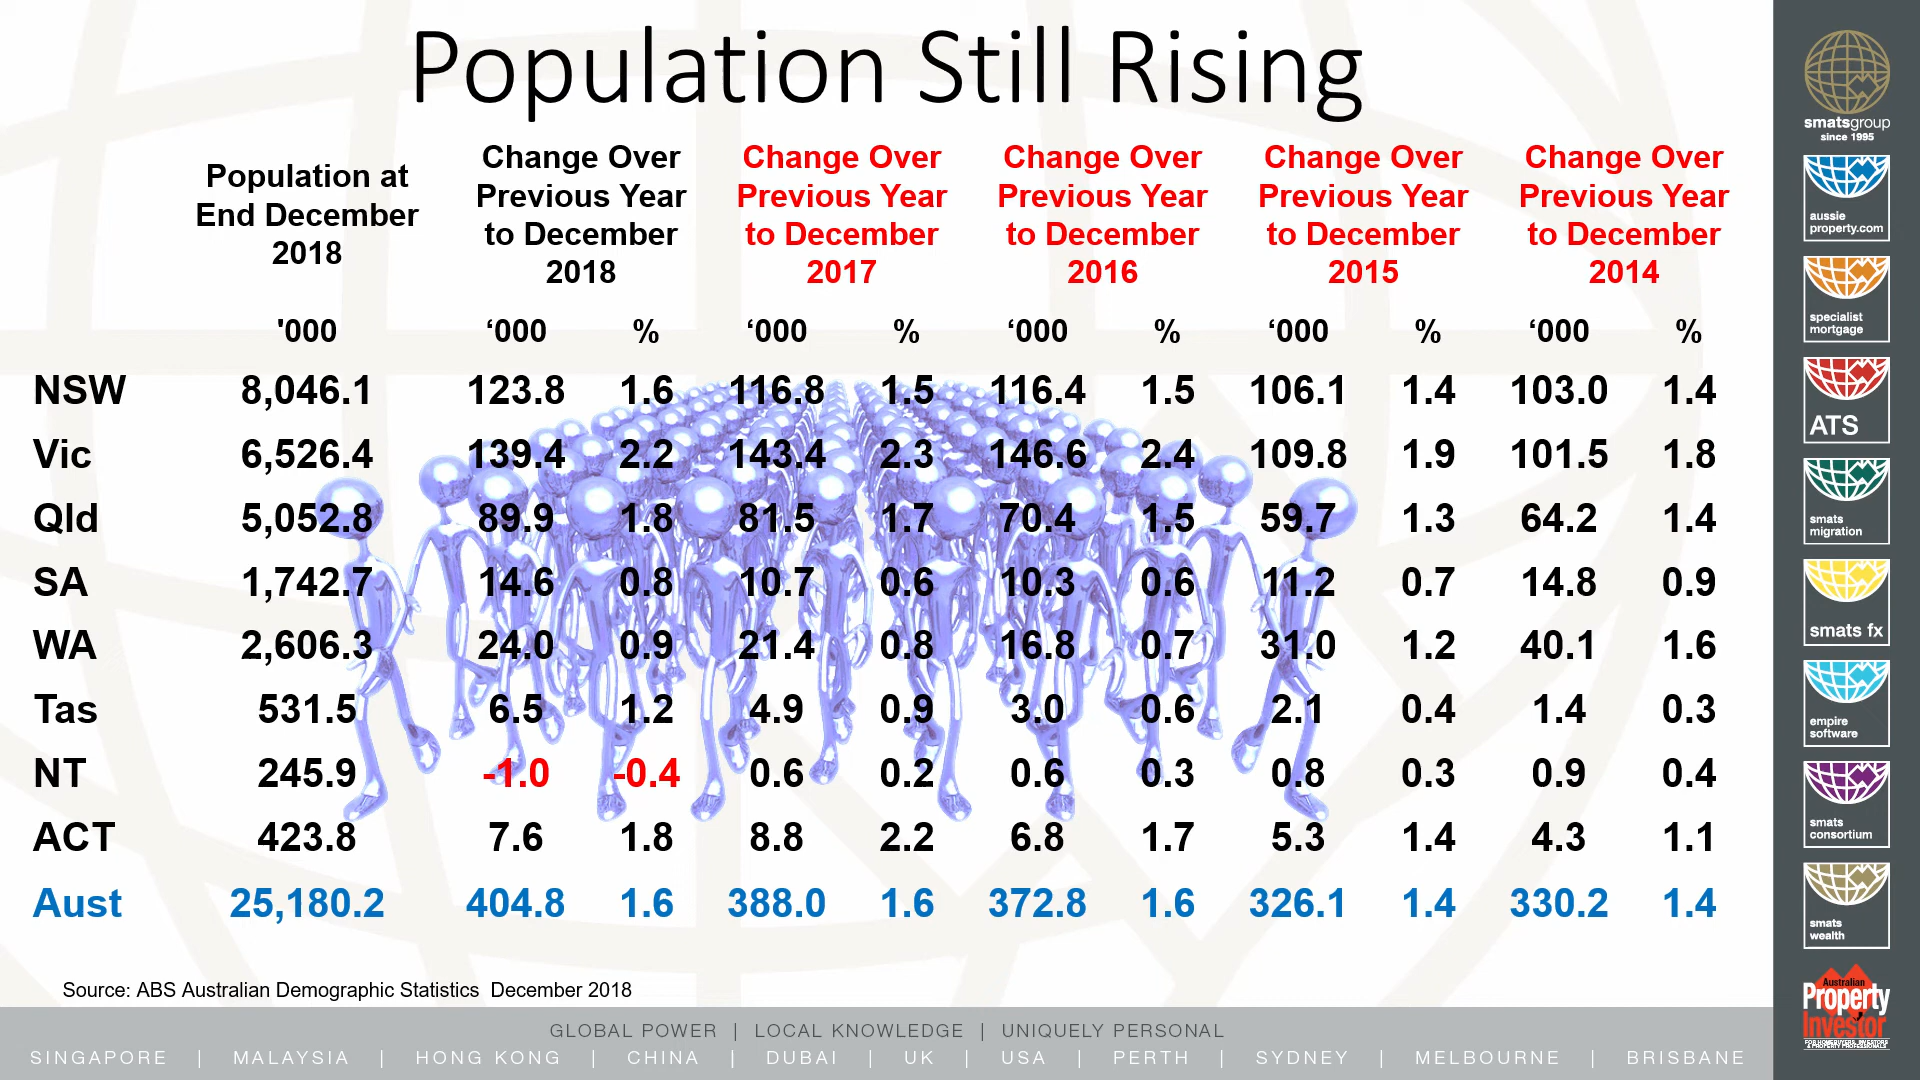 Population Still Rising
Population at
End December
2018
Change Over
Previous Year
to December
2018
Change Over
Previous Year
to December
2017
Change Over
Previous Year
to December
2016
Change Over
Previous Year
to December
2015
Change Over
Previous Year
to December
2014
'000 ‘000 % ‘000 % ‘000 % ‘000 % ‘000 %
NSW 8,046.1 123.8 1.6 116.8 1.5 116.4 1.5 106.1 1.4 103.0 1.4
Vic 6,526.4 139.4 2.2 143.4 2.3 146.6 2.4 109.8 1.9 101.5 1.8
Qld 5,052.8 89.9 1.8 81.5 1.7 70.4 1.5 59.7 1.3 64.2 1.4
SA 1,742.7 14.6 0.8 10.7 0.6 10.3 0.6 11.2 0.7 14.8 0.9
WA 2,606.3 24.0 0.9 21.4 0.8 16.8 0.7 31.0 1.2 40.1 1.6
Tas 531.5 6.5 1.2 4.9 0.9 3.0 0.6 2.1 0.4 1.4 0.3
NT 245.9 -1.0 -0.4 0.6 0.2 0.6 0.3 0.8 0.3 0.9 0.4
ACT 423.8 7.6 1.8 8.8 2.2 6.8 1.7 5.3 1.4 4.3 1.1
Aust 25,180.2 404.8 1.6 388.0 1.6 372.8 1.6 326.1 1.4 330.2 1.4
Source: ABS Australian Demographic Statistics December 2018
GLOBAL POWER | LOCAL KNOWLEDGE | UNIQUELY PERSONAL
SINGAPORE | MALAYSIA | HONG KONG | CHINA | DUBAI | UK | USA | PERTH | SYDNEY | MELBOURNE | BRISBANE
smatsgroup
since 1995
aussie
property.com
specialist
mortgage
ATS
smats
migration
smats fx
empire
software
smats
consortium
smats
wealth
Australian
Property
Investor
FOR HOMEBUYERS, INVESTORS
& PROPERTY PROFESSIONALS